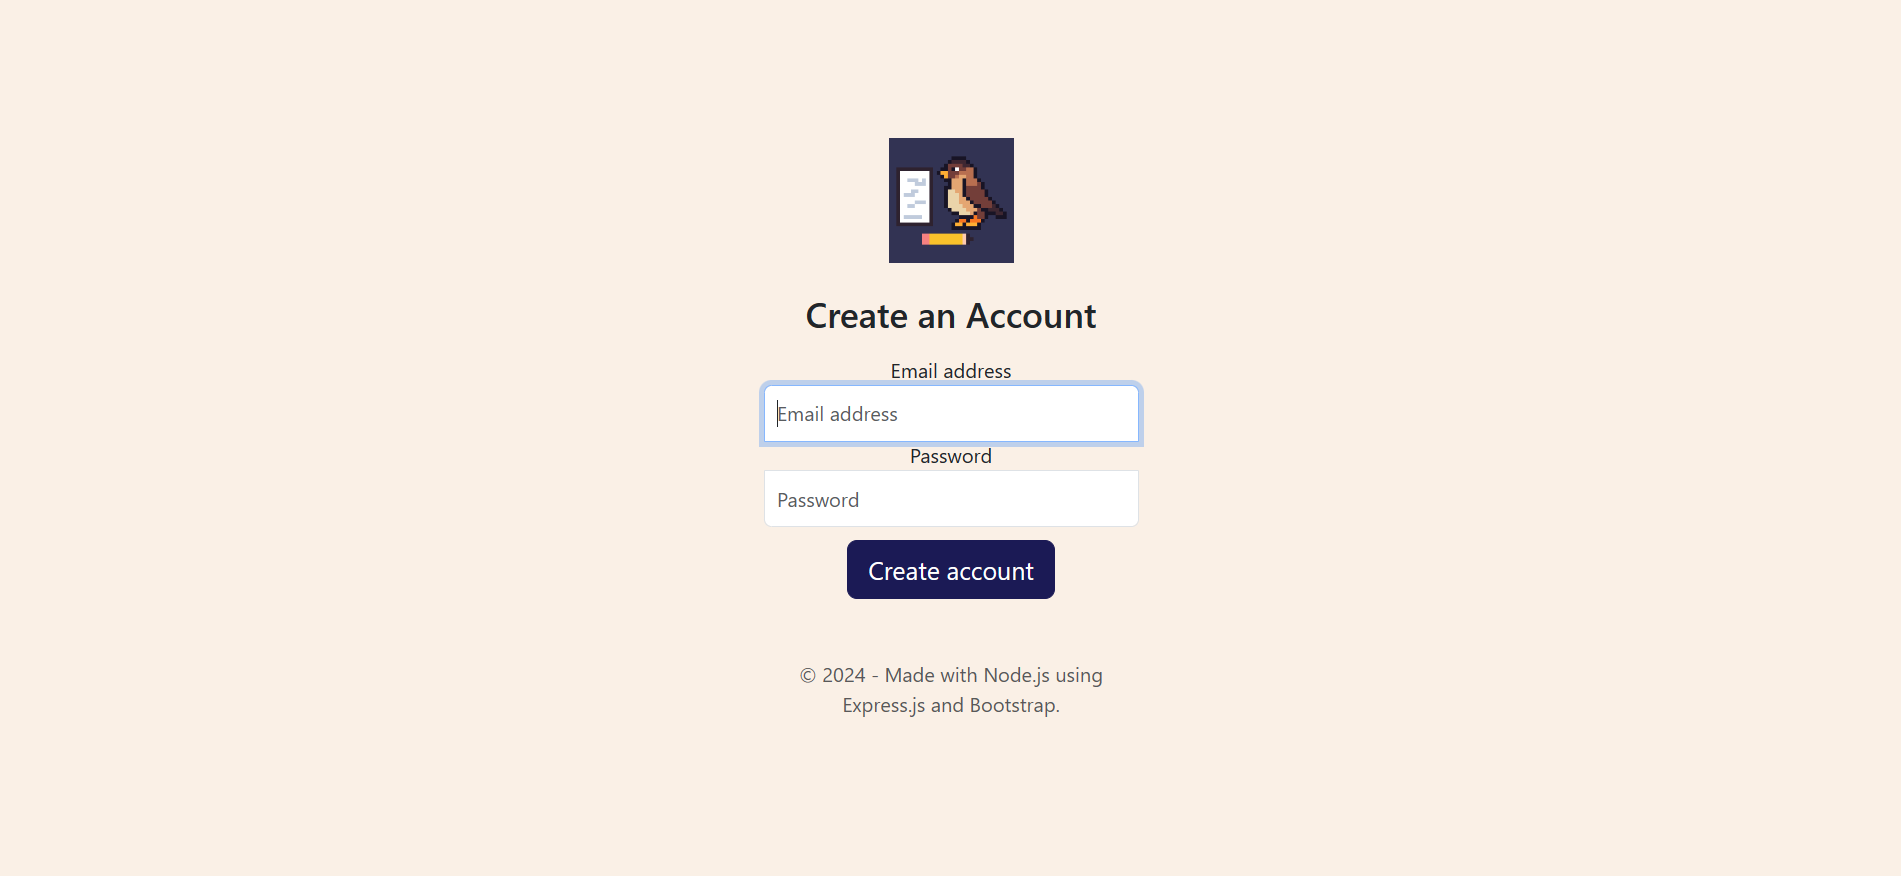 Create an Account
Email address
Email address
Password
Password
Create account
© 2024 - Made with Node.js using
Express.js and Bootstrap.